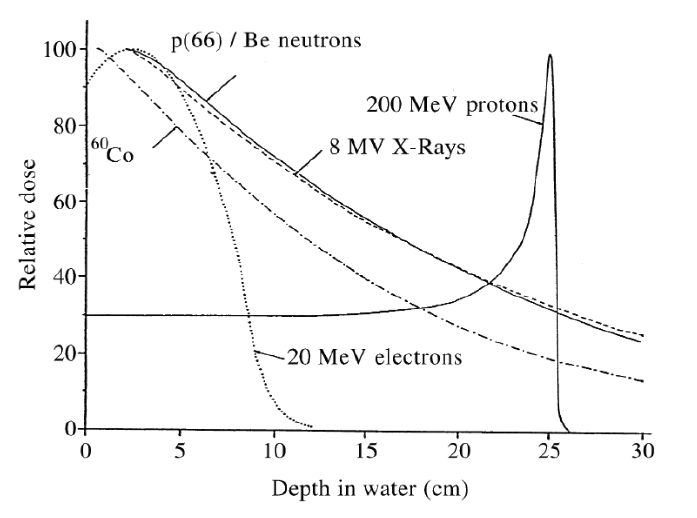 p(66) / Be neutrons
200 MeV protons
8 MV X-Rays
60Co
20 MeV electrons
Relative dose
100
80
60
40
20
0
0 5 10 15 20 25 30
Depth in water (cm)